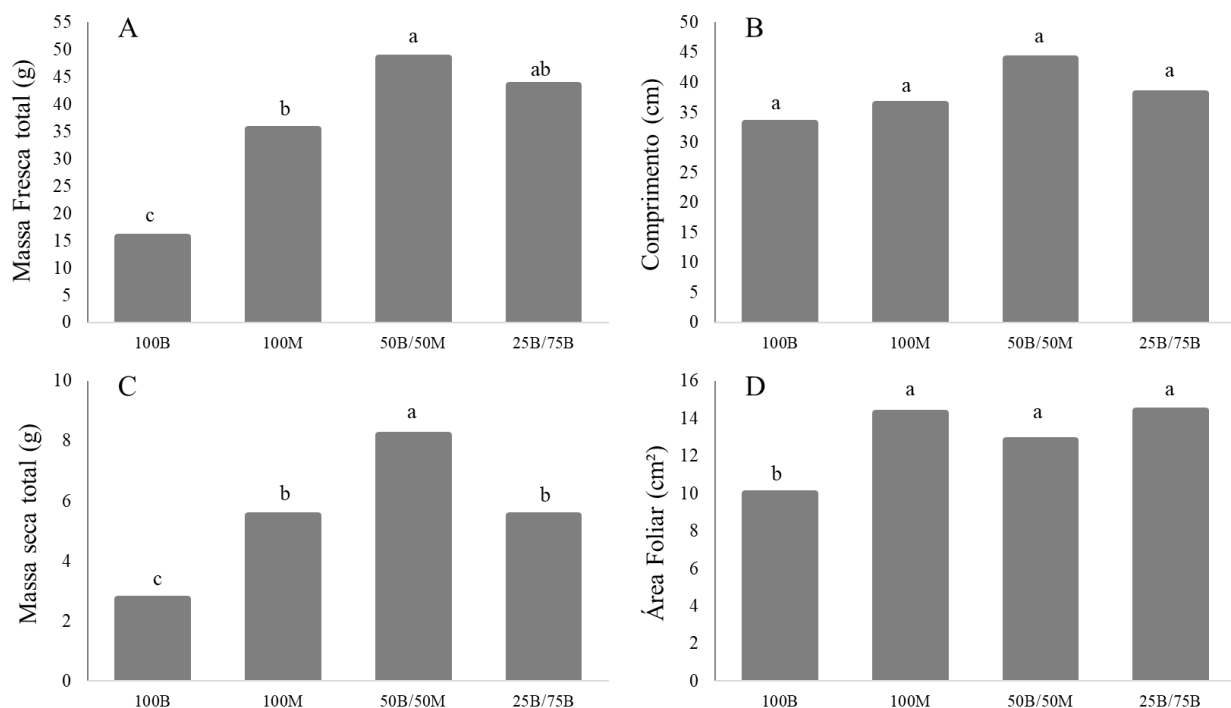 A
Massa Fresca total (g)
55
50
45
40
35
30
25
20
15
10
5
0
c
b
a
ab
100B
100M
50B/50M
25B/75B
B
Comprimento (cm)
50
45
40
35
30
25
20
15
10
5
0
a
a
a
a
100B
100M
50B/50M
25B/75B
C
Massa seca total (g)
10
8
6
4
2
0
c
b
a
b
100B
100M
50B/50M
25B/75B
D
Área Foliar (cm²)
16
14
12
10
8
6
4
2
0
b
a
a
a
100B
100M
50B/50M
25B/75B